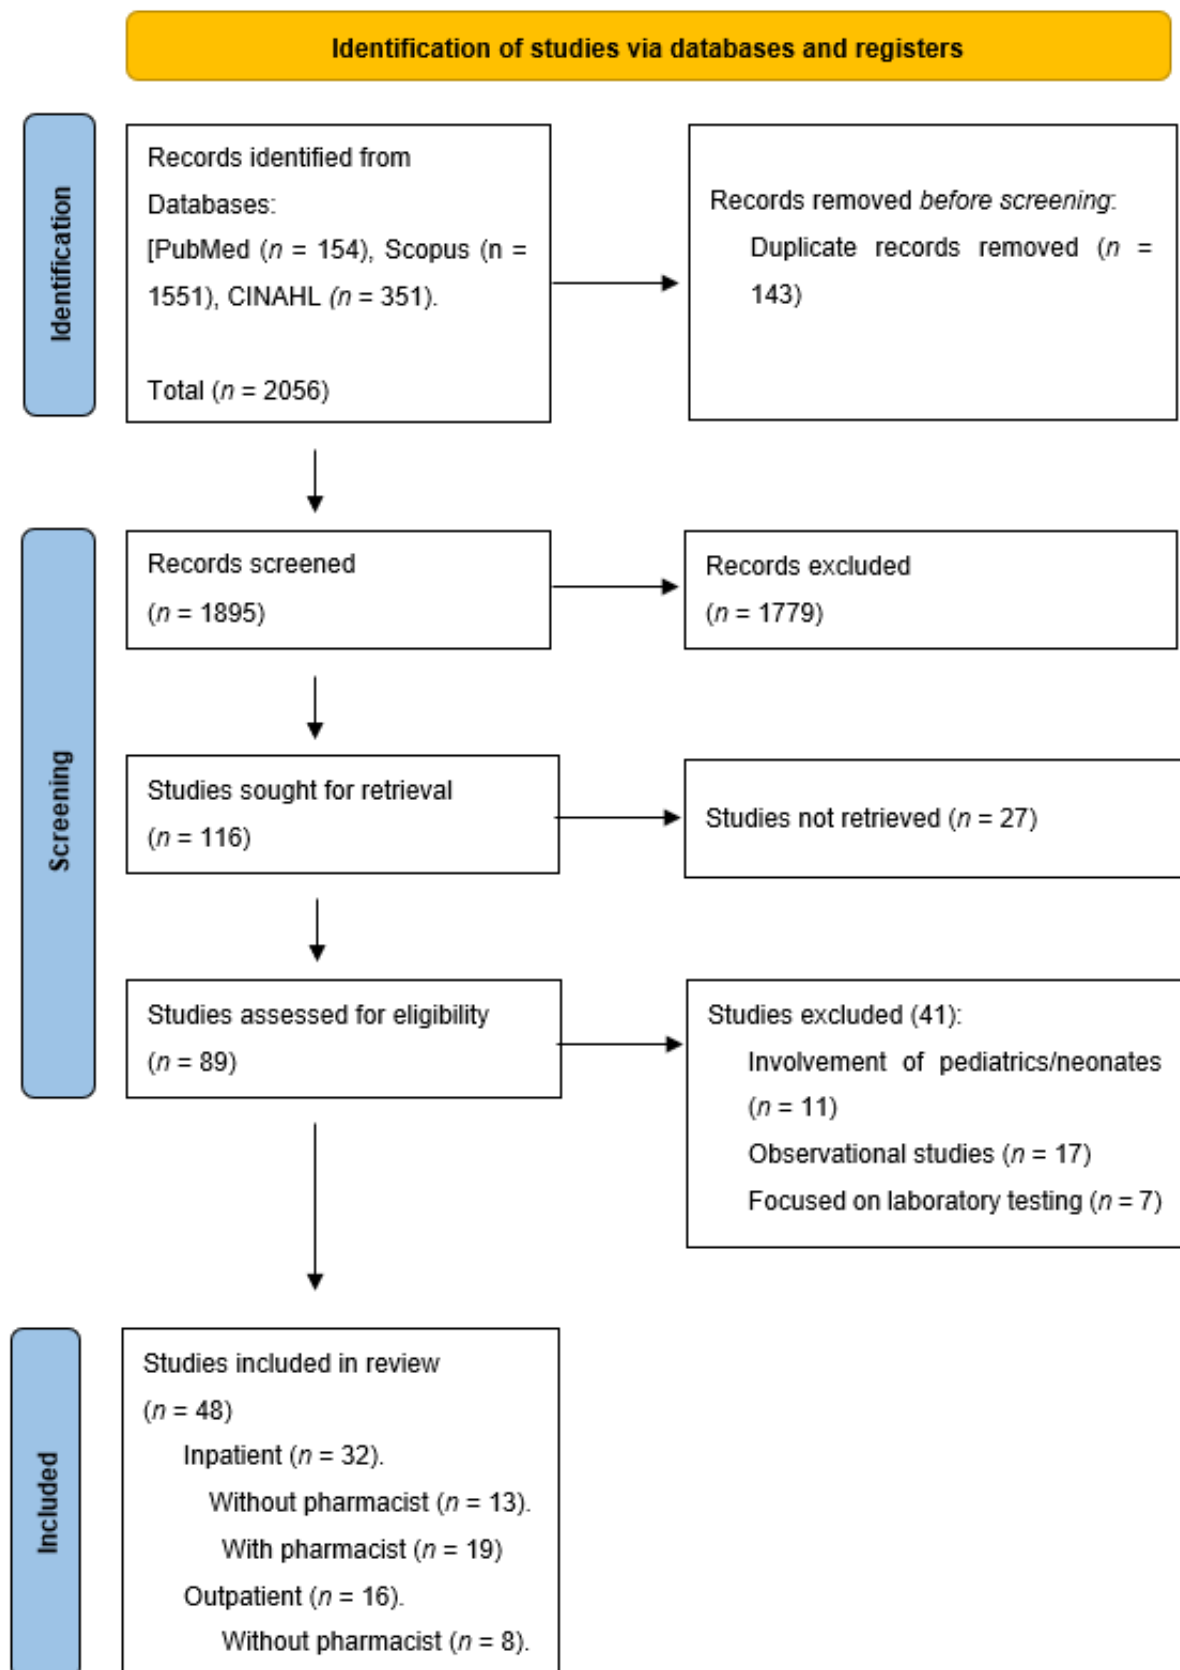 Identification of studies via databases and registers
Identification
Records identified from
Databases:
[PubMed (n = 154), Scopus (n =
1551), CINAHL (n = 351).
Total (n = 2056)
Records removed before screening:
Duplicate records removed (n =
143)
Screening
Records screened
(n = 1895)
Records excluded
(n = 1779)
Studies sought for retrieval
(n = 116)
Studies not retrieved (n = 27)
Studies assessed for eligibility
(n = 89)
Studies excluded (41):
Involvement of pediatrics/neonates
(n = 11)
Observational studies (n = 17)
Focused on laboratory testing (n = 7)
Included
Studies included in review
(n = 48)
Inpatient (n = 32).
Without pharmacist (n = 13).
With pharmacist (n = 19)
Outpatient (n = 16).
Without pharmacist (n = 8).